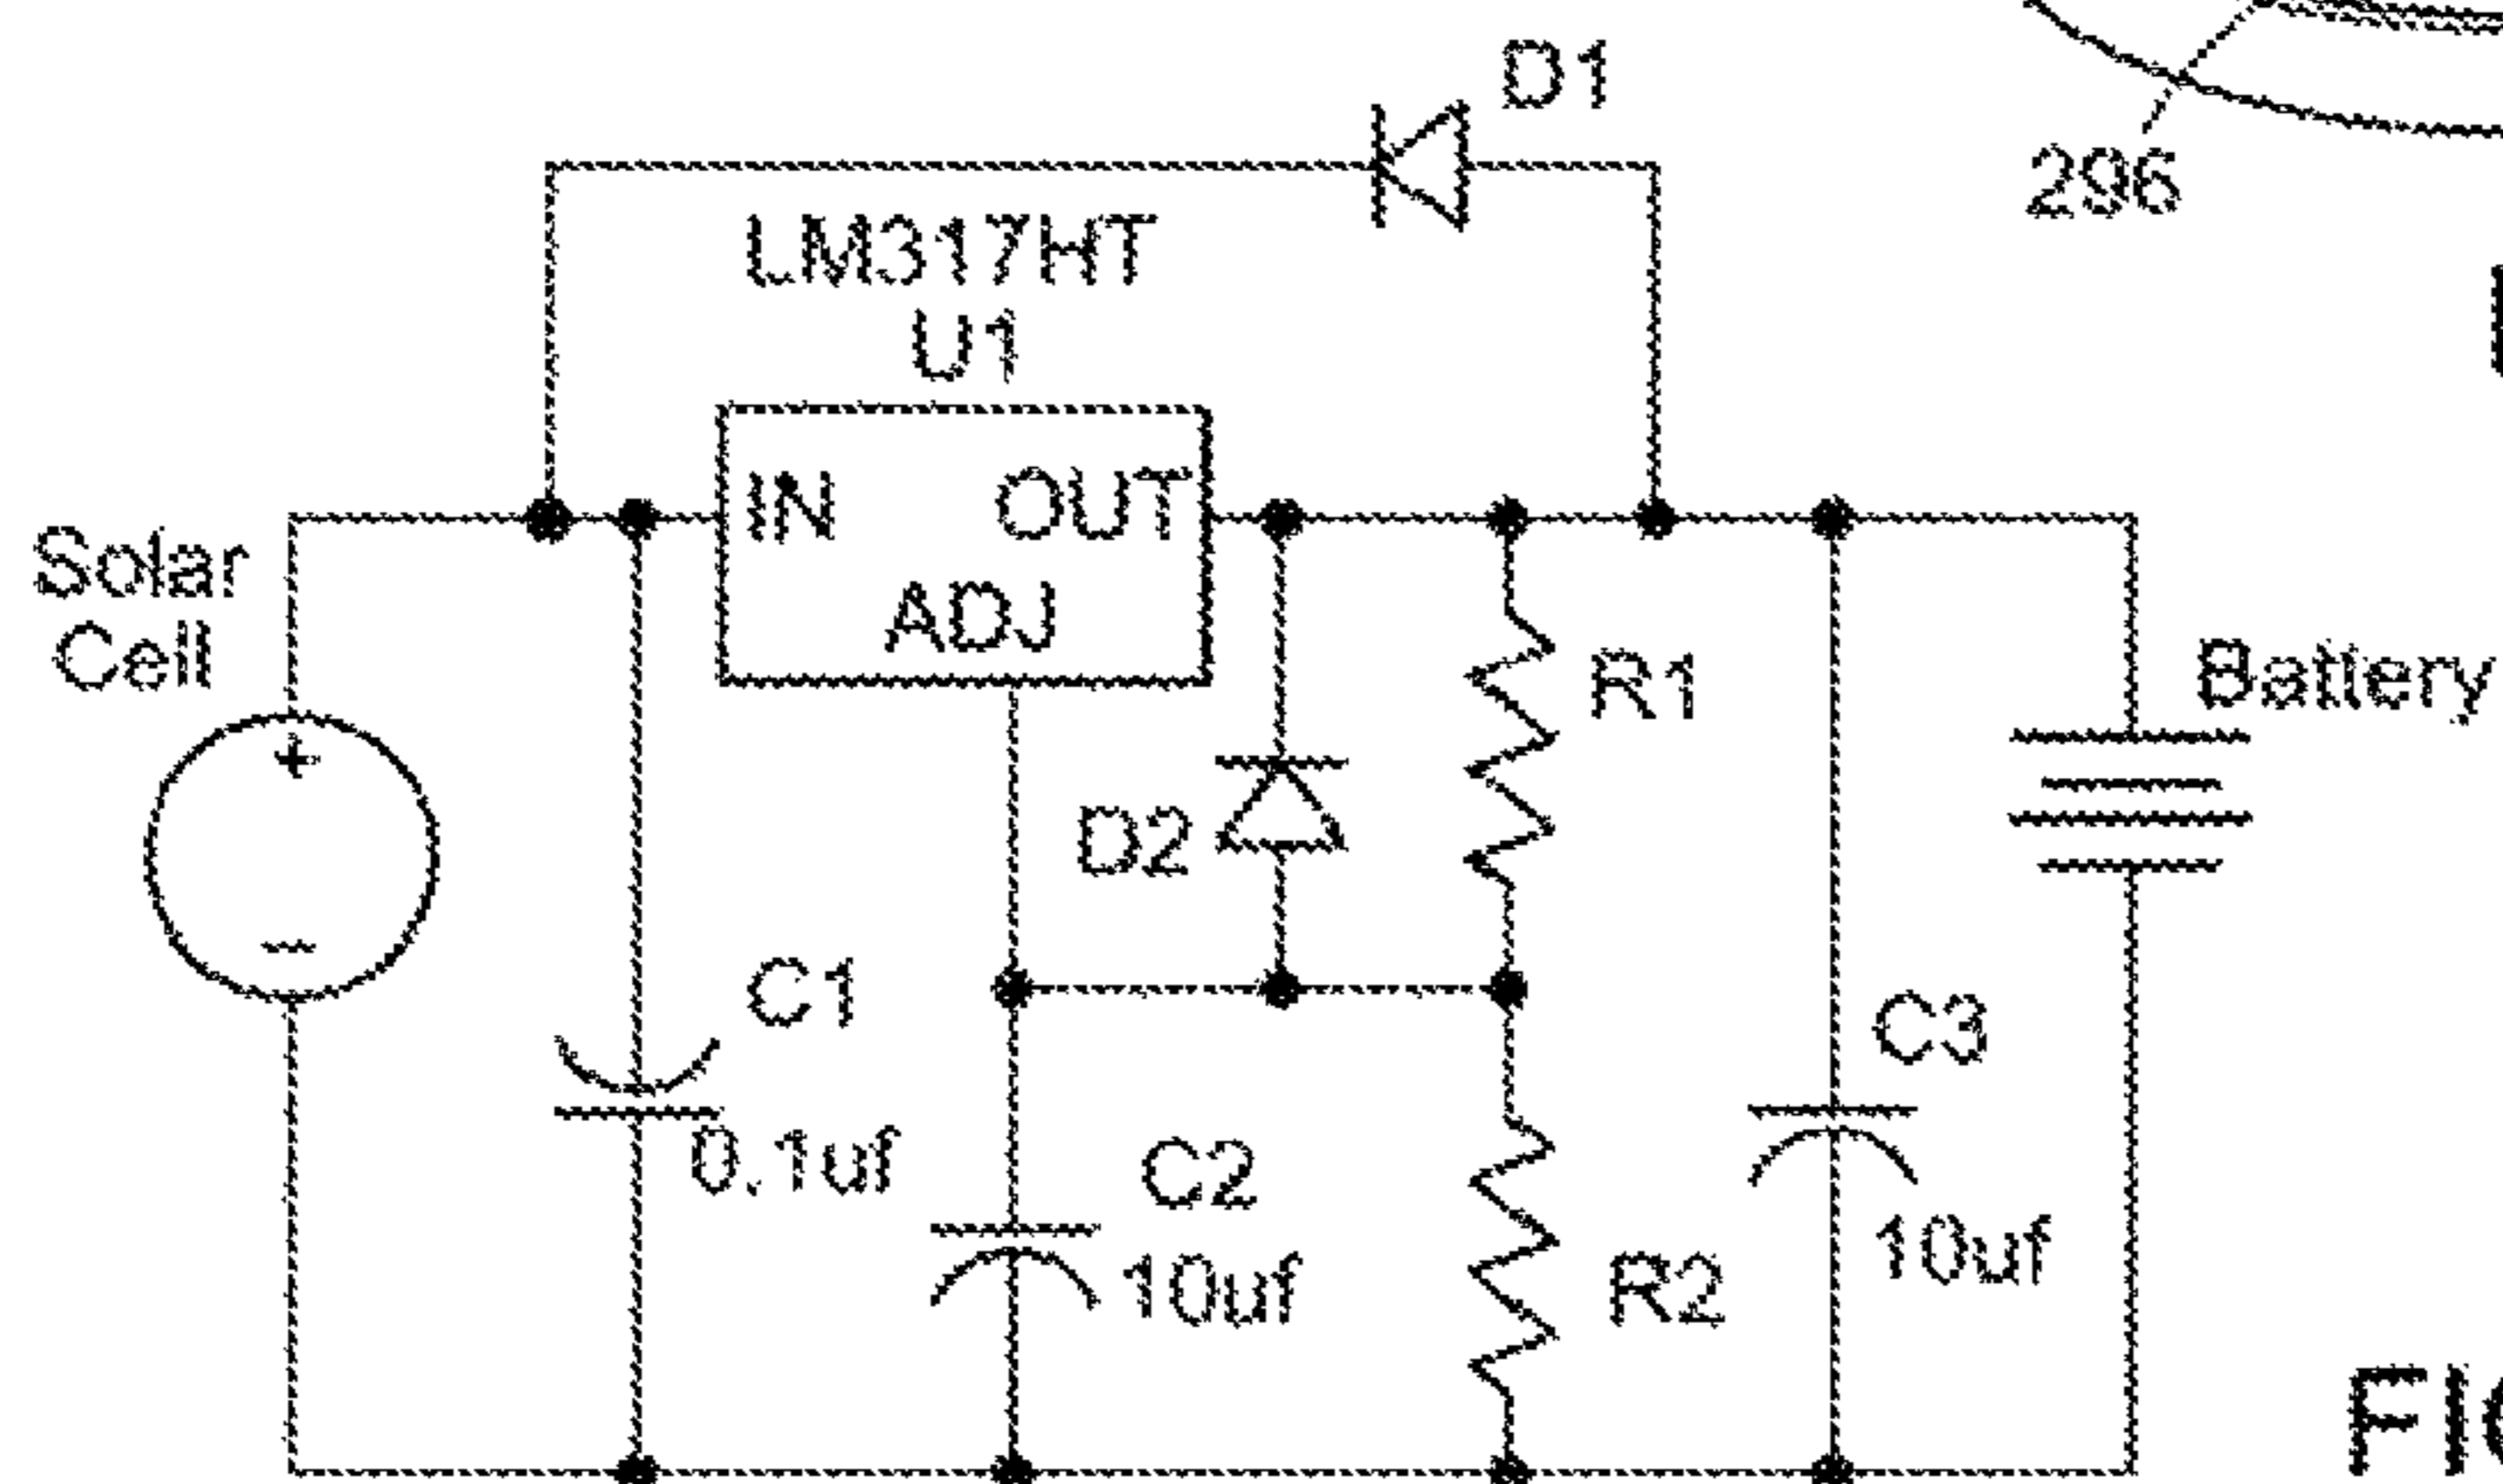 D1
296
LM317HT
U1
IN
OUT
ADJ
Solar
Cell
+
R1
Battery
D2
-
C1
C3
0.1uf
C2
10uf
10uf
R2